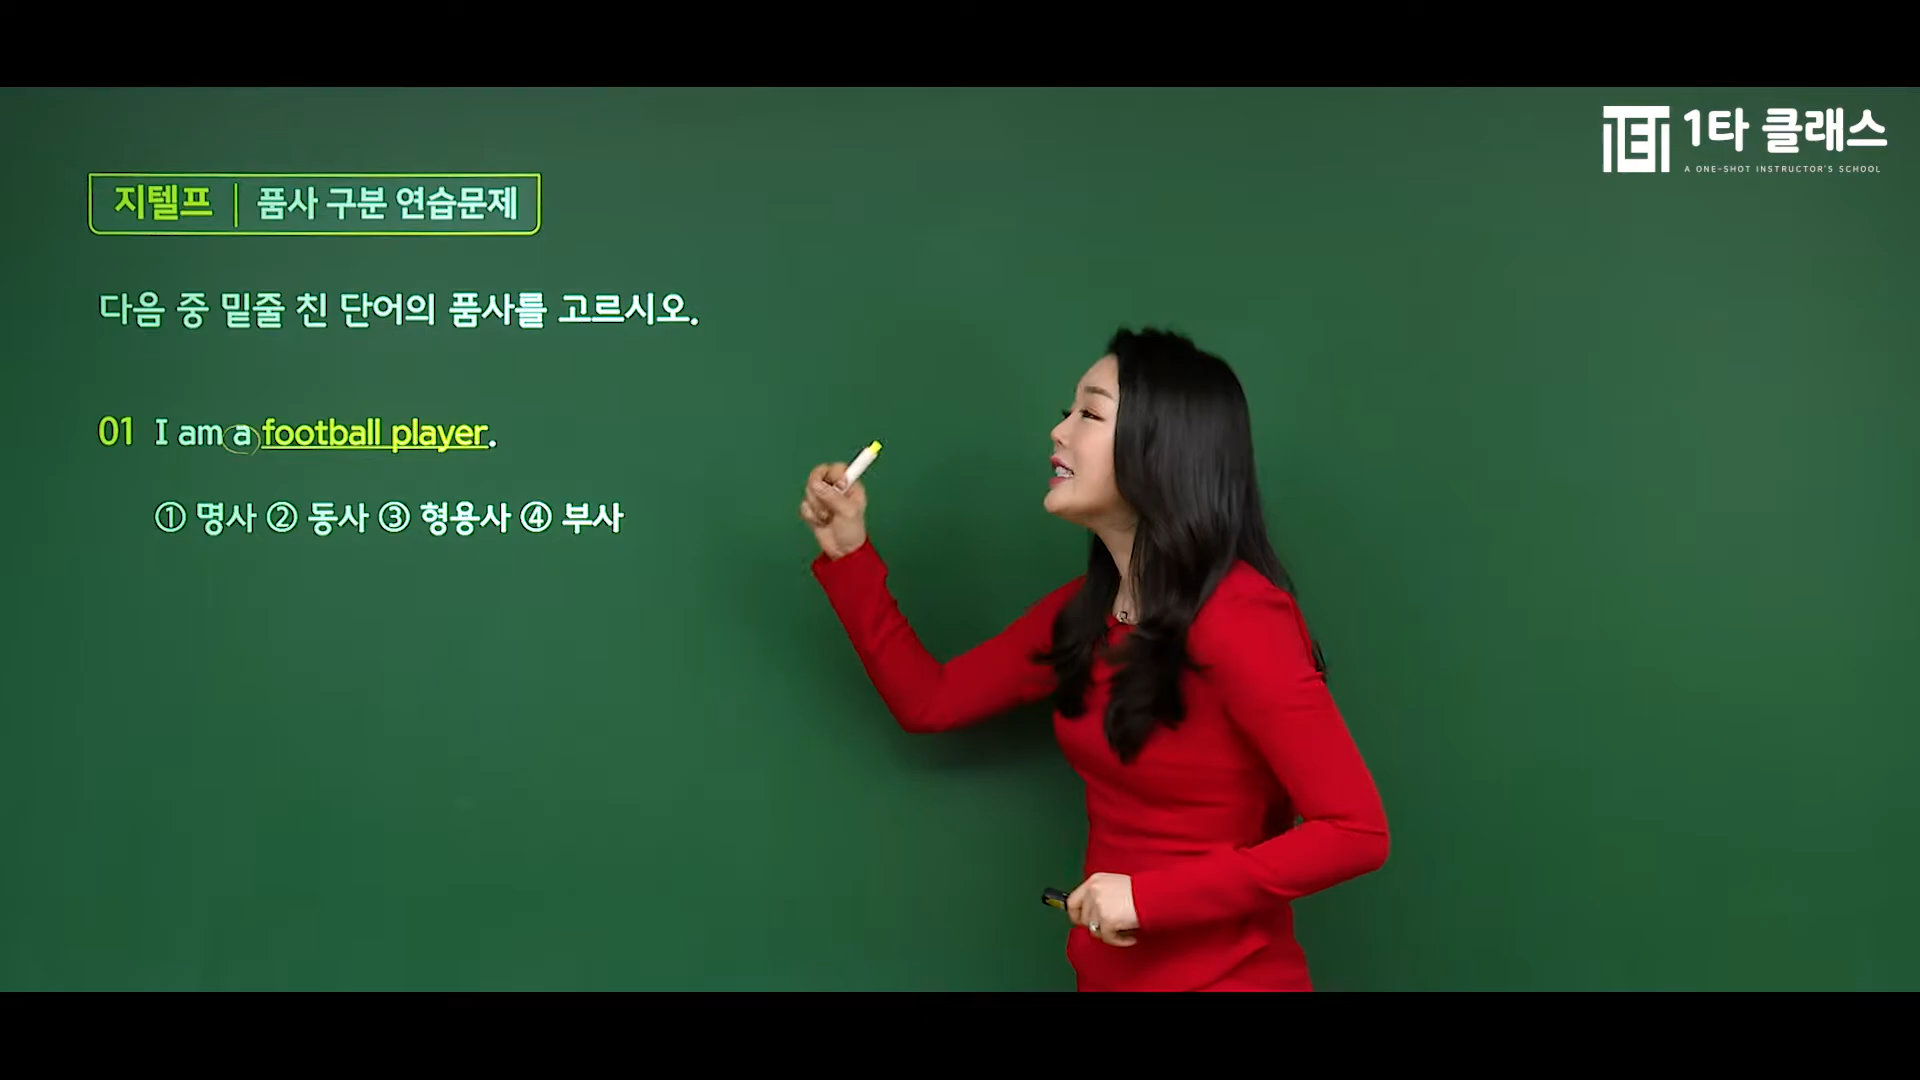 1타 클래스
A ONE-SHOT INSTRUCTOR'S SCHOOL
지텔프 | 품사 구분 연습문제
다음 중 밑줄 친 단어의 품사를 고르시오.
01 I am a football player.
① 명사 ② 동사 ③ 형용사 ④ 부사